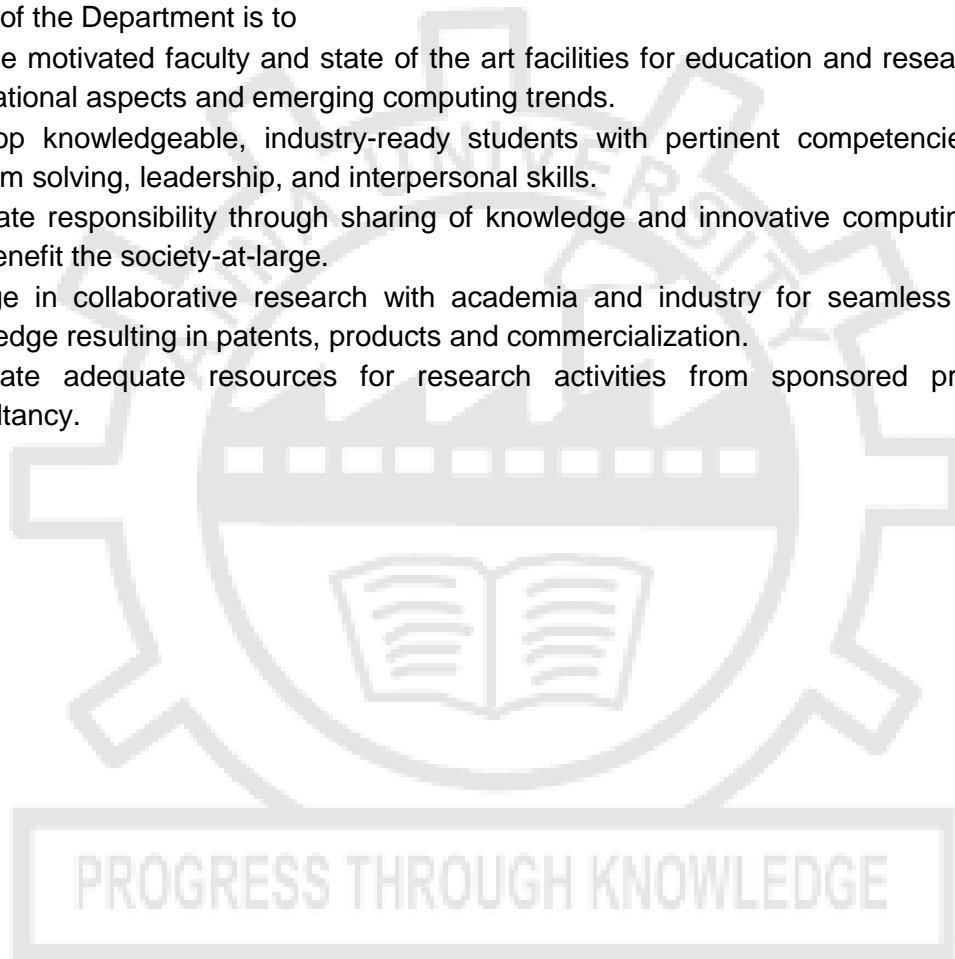 of the Department is to
e motivated faculty and state of the art facilities for education and resea
ational aspects and emerging computing trends.
op knowledgeable, industry-ready students with pertinent competencie
m solving, leadership, and interpersonal skills.
ate responsibility through sharing of knowledge and innovative computin
enefit the society-at-large.
ge in collaborative research with academia and industry for seamless
edge resulting in patents, products and commercialization.
ate adequate resources for research activities from sponsored pr
ltancy.
ANNA UNIVERSITY
PROGRESS THROUGH KNOWLEDGE